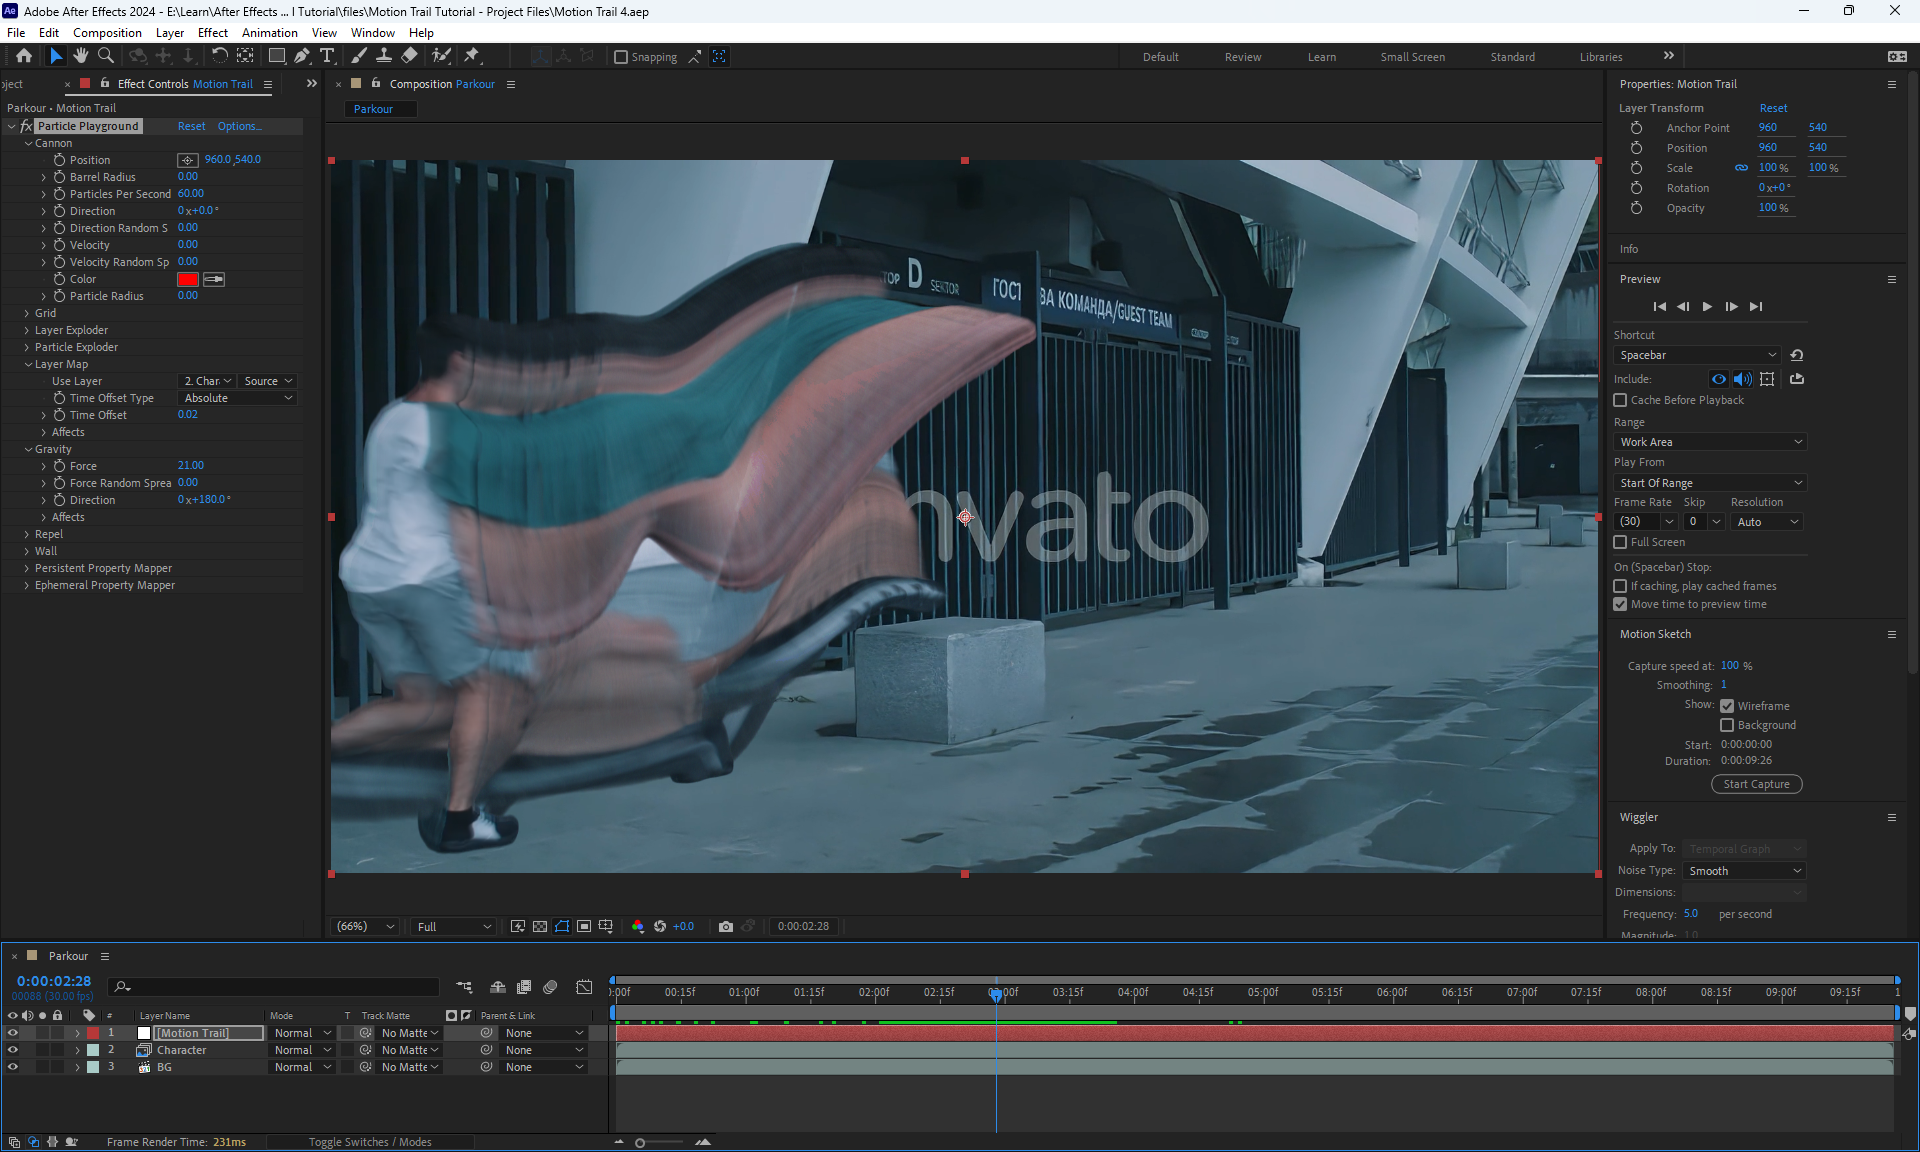 Ae Adobe After Effects 2024 - E:\Learn\After Effects ... l Tutorial\files\Motion Trail Tutorial - Project Files\Motion Trail 4.aep
File Edit Composition Layer Effect Animation View Window Help
Snapping Default Review Learn Small Screen Standard Libraries
oject Effect Controls Motion Trail
Parkour • Motion Trail
fx Particle Playground Reset Options...
Cannon
Position 960.0,540.0
Barrel Radius 0.00
Particles Per Second 60.00
Direction 0x+0.0°
Direction Random S 0.00
Velocity 0.00
Velocity Random Sp 0.00
Color
Particle Radius 0.00
Grid
Layer Exploder
Particle Exploder
Layer Map
Use Layer 2. Char Source
Time Offset Type Absolute
Time Offset 0.02
Affects
Gravity
Force 21.00
Force Random Sprea 0.00
Direction 0x+180.0°
Affects
Repel
Wall
Persistent Property Mapper
Ephemeral Property Mapper
Composition Parkour
Parkour
ТОР D SEKTOR
ГОСТ ВА КОМАНДА/GUEST TEAM
nvato
(66%) Full +0.0 0:00:02:28
Properties: Motion Trail
Layer Transform Reset
Anchor Point 960 540
Position 960 540
Scale 100 % 100 %
Rotation 0x+0°
Opacity 100 %
Info
Preview
Shortcut
Spacebar
Include:
Cache Before Playback
Range
Work Area
Play From
Start Of Range
Frame Rate Skip Resolution
(30) 0 Auto
Full Screen
On (Spacebar) Stop:
If caching, play cached frames
Move time to preview time
Motion Sketch
Capture speed at: 100 %
Smoothing: 1
Show: Wireframe
Background
Start: 0:00:00:00
Duration: 0:00:09:26
Start Capture
Wiggler
Apply To: Temporal Graph
Noise Type: Smooth
Dimensions:
Frequency: 5.0 per second
Magnitude: 1.0
Parkour
0:00:02:28
00088 (30.00 fps)
):00f 00:15f 01:00f 01:15f 02:00f 02:15f 03:00f 03:15f 04:00f 04:15f 05:00f 05:15f 06:00f 06:15f 07:00f 07:15f 08:00f 08:15f 09:00f 09:15f 1
# Layer Name Mode T Track Matte Parent & Link
1 [Motion Trail] Normal No Matte None
2 Character Normal No Matte None
3 BG Normal No Matte None
Frame Render Time: 231ms Toggle Switches / Modes